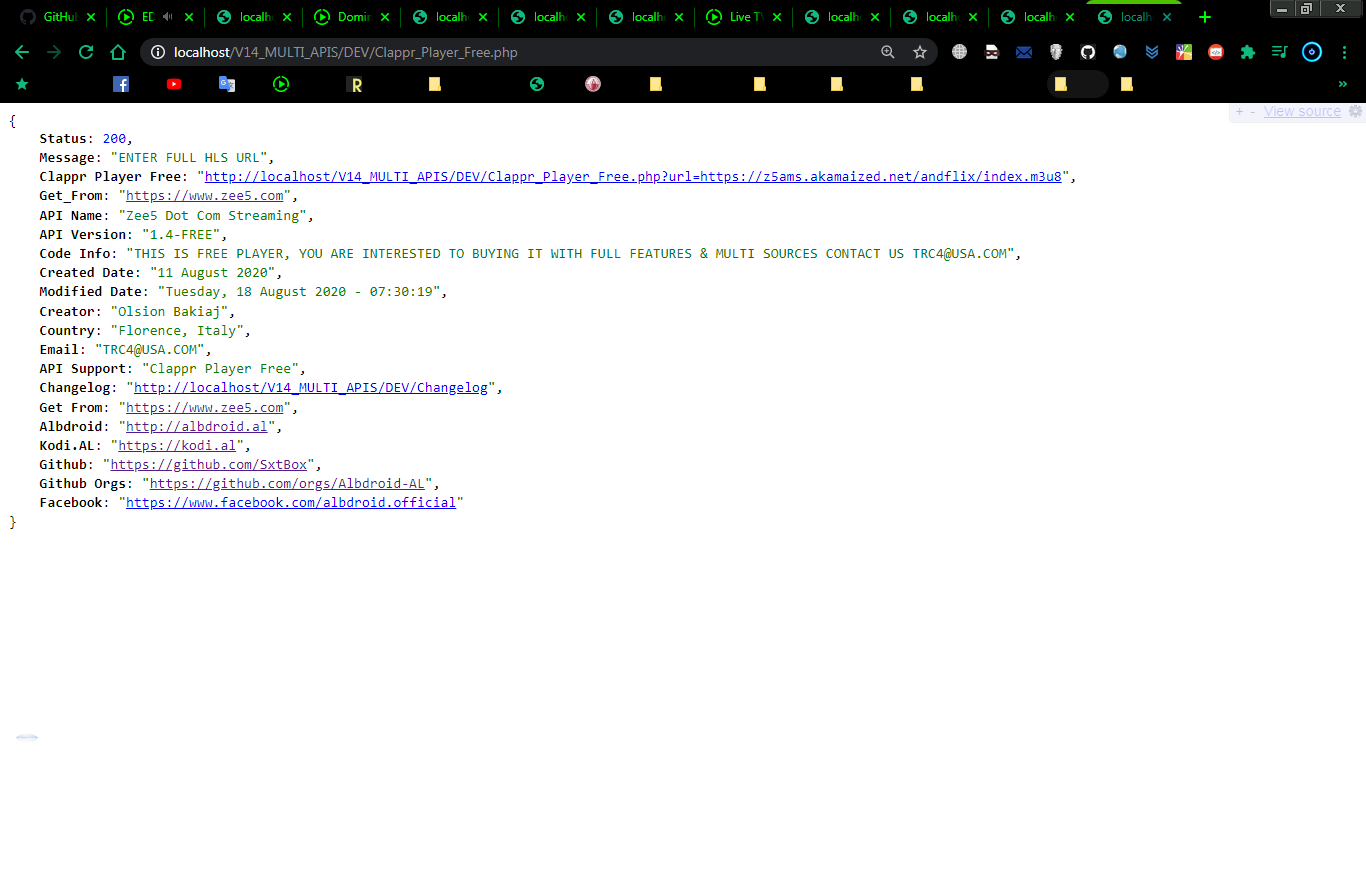 GitHu
ED
localh
Domin
localh
localh
localh
Live T
localh
localh
localh
localh
localhost/V14_MULTI_APIS/DEV/Clappr_Player_Free.php
+ - View source
{
Status: 200,
Message: "ENTER FULL HLS URL",
Clappr Player Free: "http://localhost/V14_MULTI_APIS/DEV/Clappr_Player_Free.php?url=https://z5ams.akamaized.net/andflix/index.m3u8",
Get_From: "https://www.zee5.com",
API Name: "Zee5 Dot Com Streaming",
API Version: "1.4-FREE",
Code Info: "THIS IS FREE PLAYER, YOU ARE INTERESTED TO BUYING IT WITH FULL FEATURES & MULTI SOURCES CONTACT US TRC4@USA.COM",
Created Date: "11 August 2020",
Modified Date: "Tuesday, 18 August 2020 - 07:30:19",
Creator: "Olsion Bakiaj",
Country: "Florence, Italy",
Email: "TRC4@USA.COM",
API Support: "Clappr Player Free",
Changelog: "http://localhost/V14_MULTI_APIS/DEV/Changelog",
Get From: "https://www.zee5.com",
Albdroid: "http://albdroid.al",
Kodi.AL: "https://kodi.al",
Github: "https://github.com/SxtBox",
Github Orgs: "https://github.com/orgs/Albdroid-AL",
Facebook: "https://www.facebook.com/albdroid.official"
}